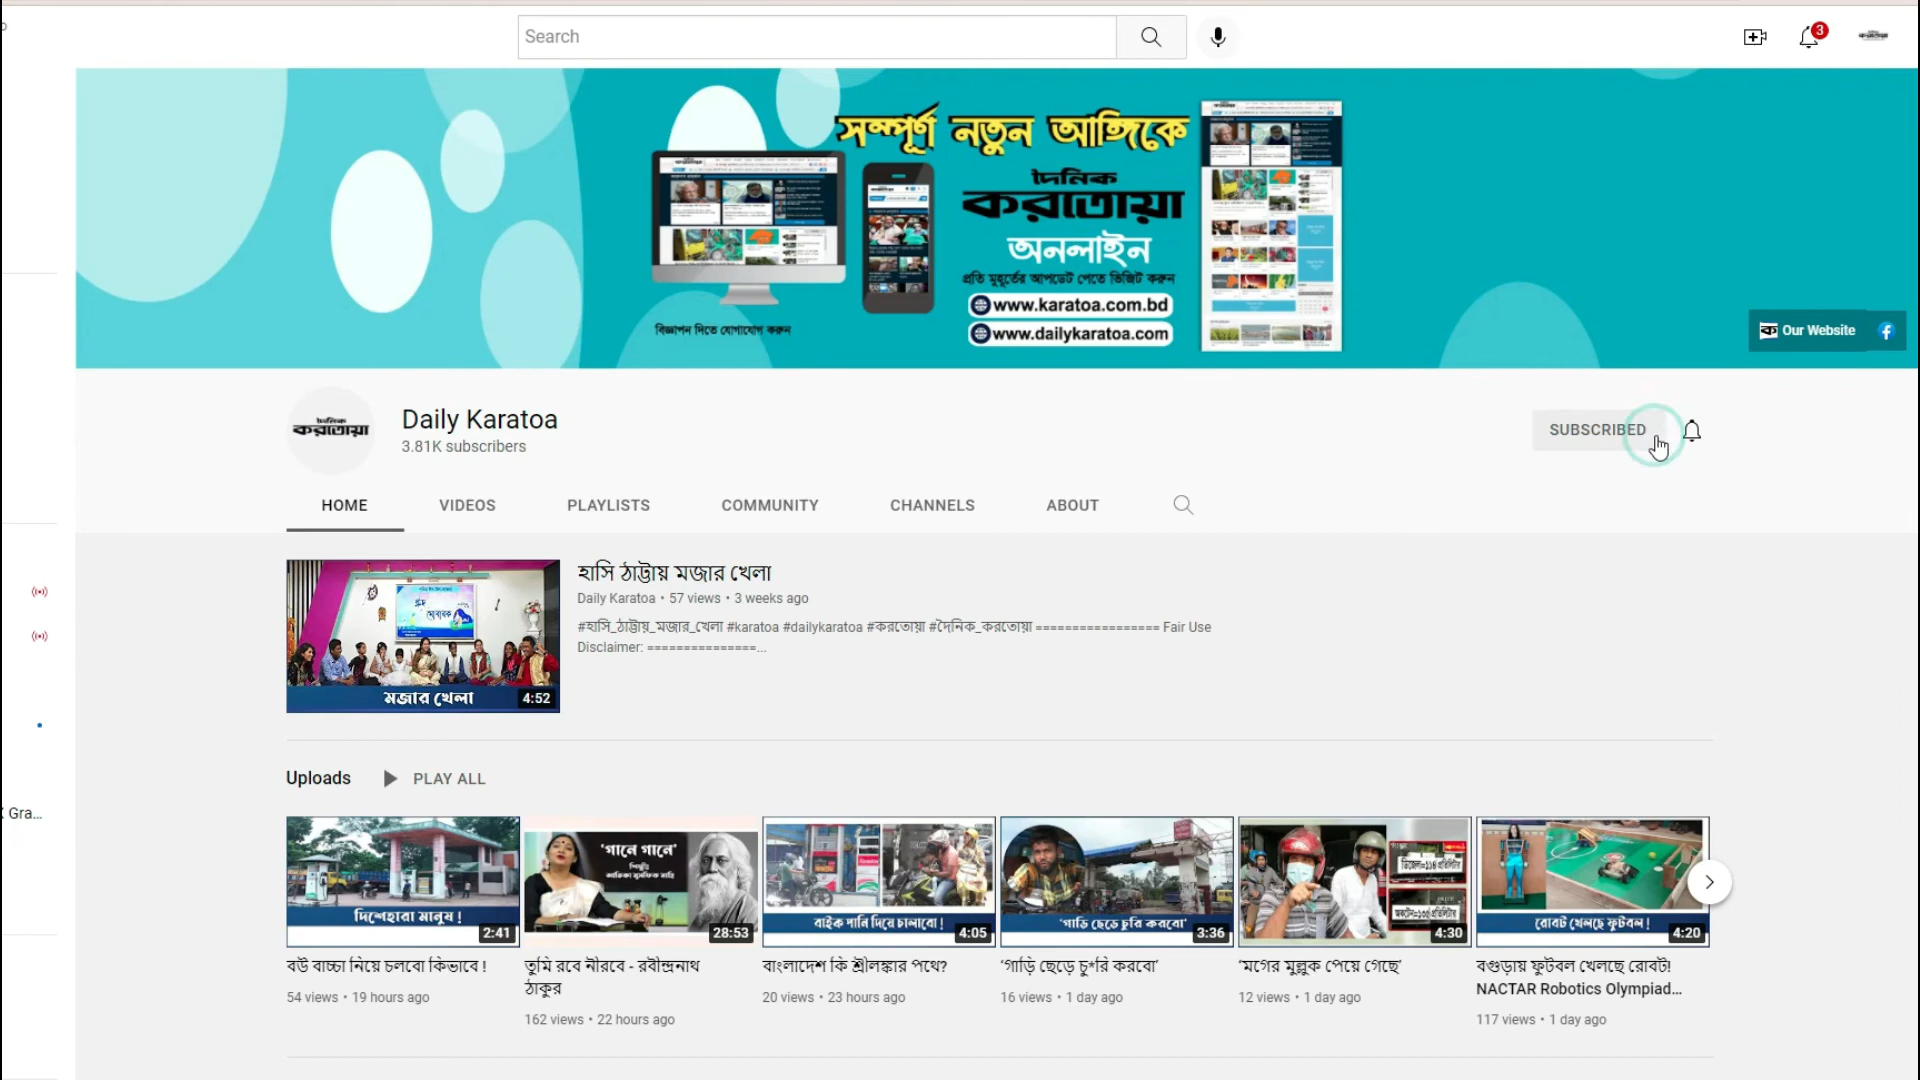 Search
3
সম্পূর্ণ নতুন আঙ্গিকে
দৈনিক
করতোয়া
অনলাইন
প্রতি মুহূর্তের আপডেট পেতে ভিজিট করুন
www.karatoa.com.bd
www.dailykaratoa.com
বিজ্ঞাপন দিতে যোগাযোগ করুন
Our Website
দৈনিক
করতোয়া
Daily Karatoa
3.81K subscribers
SUBSCRIBED
HOME VIDEOS PLAYLISTS COMMUNITY CHANNELS ABOUT
মজার খেলা
4:52
হাসি ঠাট্টায় মজার খেলা
Daily Karatoa • 57 views • 3 weeks ago
#হাসি_ঠাট্টায়_মজার_খেলা #karatoa #dailykaratoa #করতোয়া #দৈনিক_করতোয়া ================= Fair Use
Disclaimer: ===============...
Uploads PLAY ALL
Gra...
দিশেহারা মানুষ !
2:41
'গানে গানে'
28:53
বাইক পানি দিয়ে চালাবো !
4:05
'গাড়ি ছেড়ে চুরি করবো'
3:36
4:30
রোবট খেলছে ফুটবল !
4:20
বউ বাচ্চা নিয়ে চলবো কিভাবে !
54 views • 19 hours ago
তুমি রবে নীরবে - রবীন্দ্রনাথ
ঠাকুর
162 views • 22 hours ago
বাংলাদেশ কি শ্রীলঙ্কার পথে?
20 views • 23 hours ago
'গাড়ি ছেড়ে চু*রি করবো'
16 views • 1 day ago
'মগের মুল্লুক পেয়ে গেছে'
12 views • 1 day ago
বগুড়ায় ফুটবল খেলছে রোবট!
NACTAR Robotics Olympiad...
117 views • 1 day ago